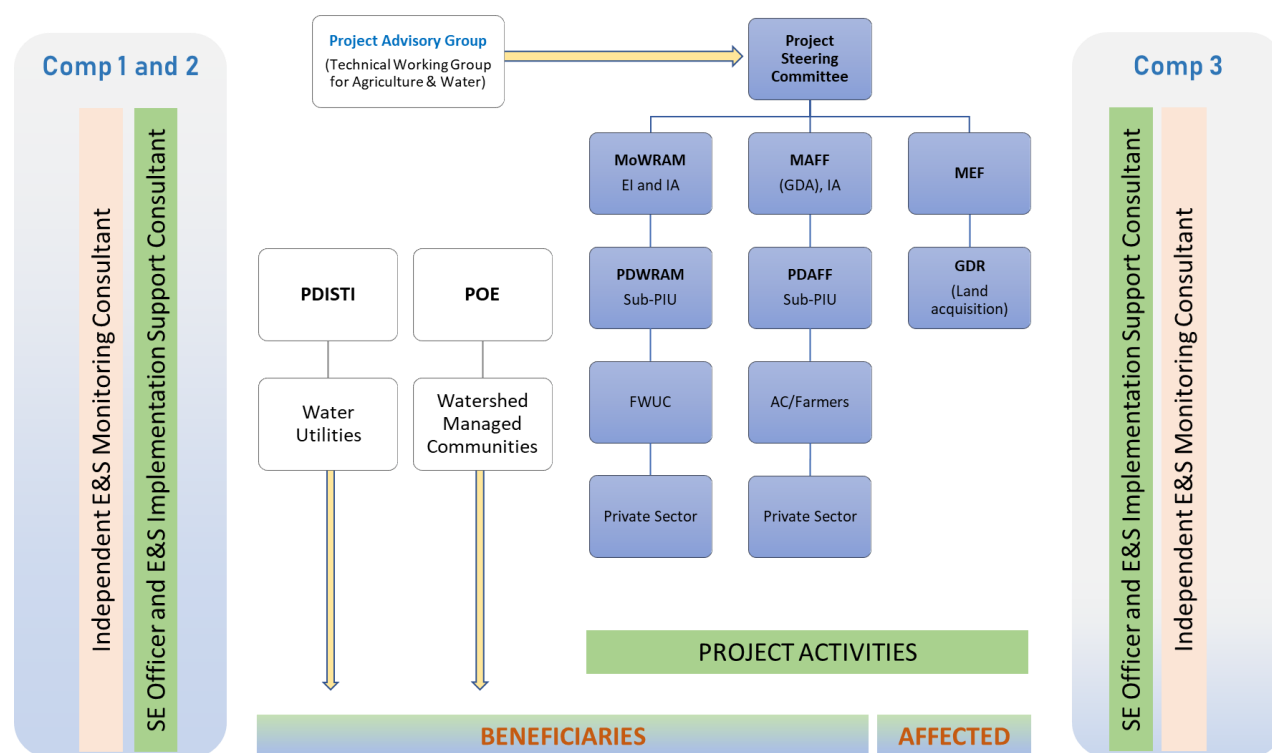 Comp 1 and 2
Independent E&S Monitoring Consultant
SE Officer and E&S Implementation Support Consultant
Project Advisory Group
(Technical Working Group
for Agriculture & Water)
Project
Steering
Committee
MoWRAM
EI and IA
MAFF
(GDA), IA
MEF
PDISTI
POE
PDWRAM
Sub-PIU
PDAFF
Sub-PIU
GDR
(Land
acquisition)
Water
Utilities
Watershed
Managed
Communities
FWUC
AC/Farmers
Private Sector
Private Sector
PROJECT ACTIVITIES
BENEFICIARIES
AFFECTED
Comp 3
SE Officer and E&S Implementation Support Consultant
Independent E&S Monitoring Consultant